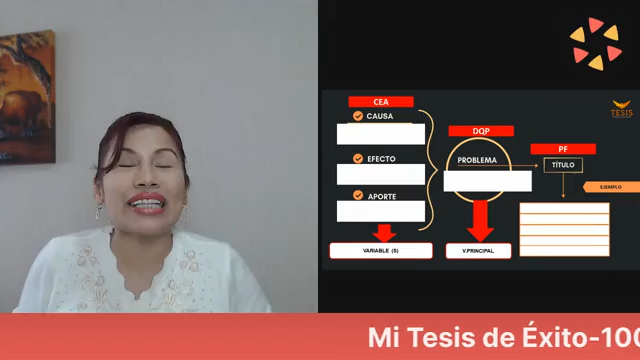 CEA
CAUSA
EFECTO
APORTE
VARIABLE (S)
DQP
PROBLEMA
V.PRINCIPAL
PF
TÍTULO
EJEMPLO
TESIS
Mi Tesis de Éxito-100